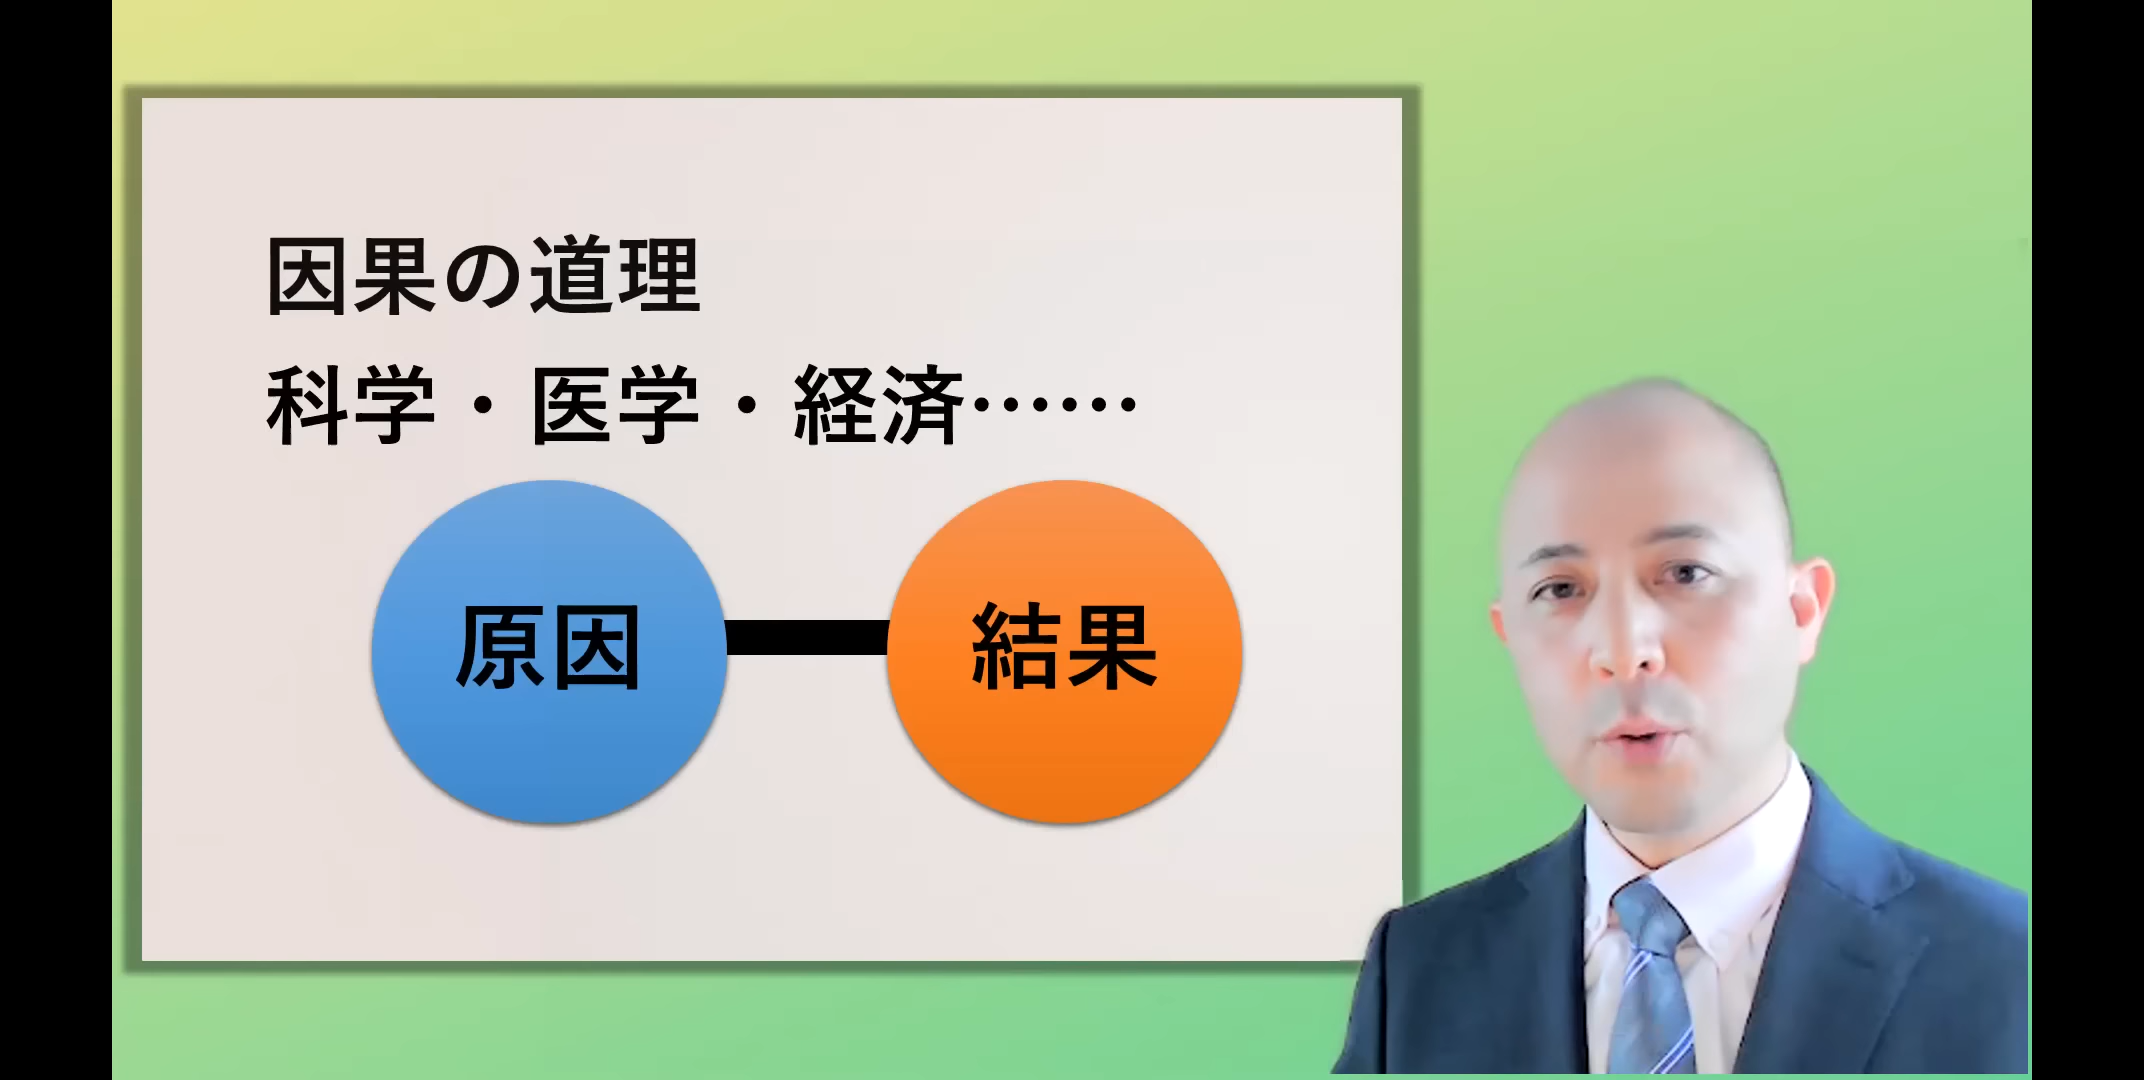 因果の道理
科学・医学・経済……
原因
結果